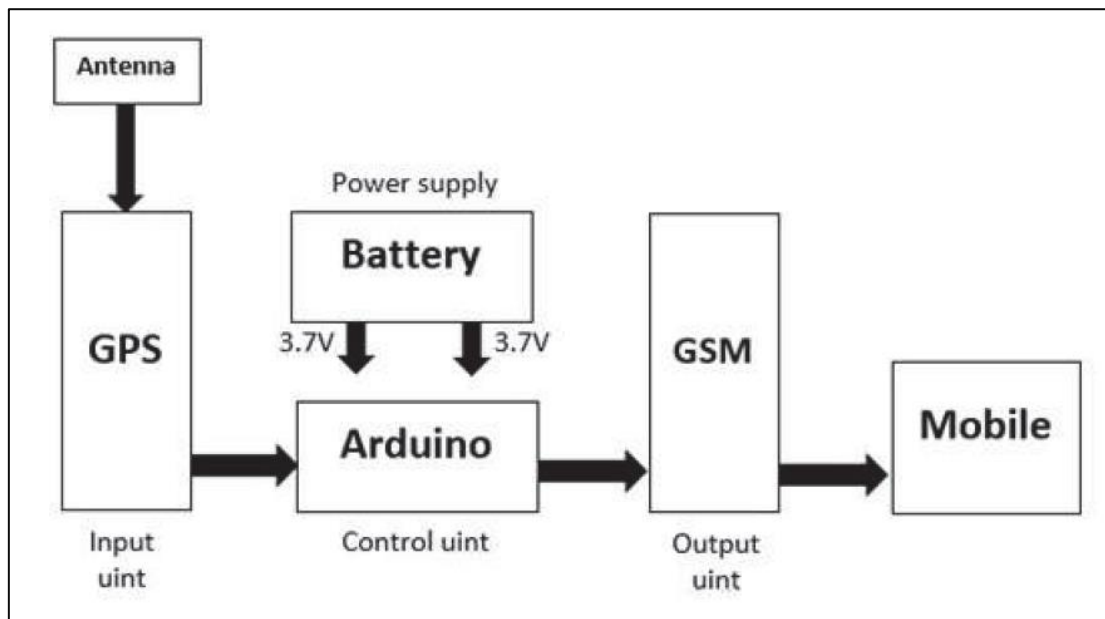 Antenna
Power supply
Battery
3.7V
3.7V
GPS
GSM
Arduino
Mobile
Input
uint
Control uint
Output
uint